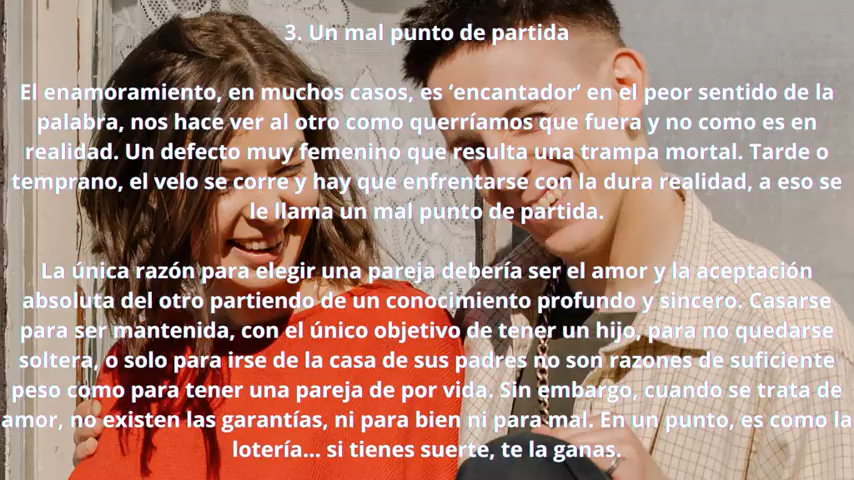 3. Un mal punto de partida
El enamoramiento, en muchos casos, es ‘encantador’ en el peor sentido de la
palabra, nos hace ver al otro como querríamos que fuera y no como es en
realidad. Un defecto muy femenino que resulta una trampa mortal. Tarde o
temprano, el velo se corre y hay que enfrentarse con la dura realidad, a eso se
le llama un mal punto de partida.
La única razón para elegir una pareja debería ser el amor y la aceptación
absoluta del otro partiendo de un conocimiento profundo y sincero. Casarse
para ser mantenida, con el único objetivo de tener un hijo, para no quedarse
soltera, o solo para irse de la casa de sus padres no son razones de suficiente
peso como para tener una pareja de por vida. Sin embargo, cuando se trata de
amor, no existen las garantías, ni para bien ni para mal. En un punto, es como la
lotería... si tienes suerte, te la ganas.